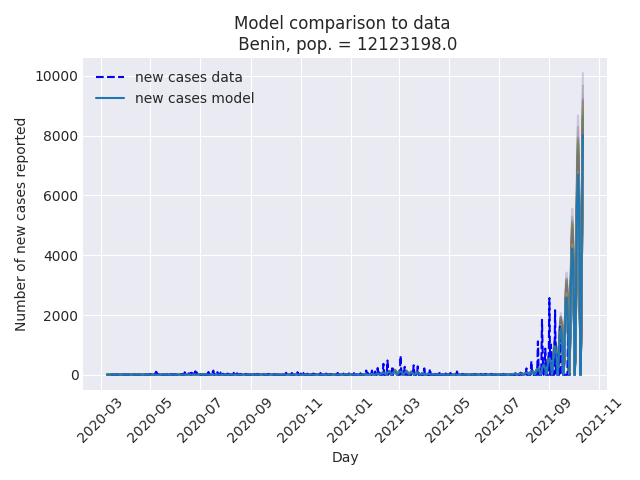 Model comparison to data
Benin, pop. = 12123198.0
new cases data
new cases model
Number of new cases reported
10000
8000
6000
4000
2000
0
2020-03
2020-05
2020-07
2020-09
2020-11
2021-01
2021-03
2021-05
2021-07
2021-09
2021-11
Day